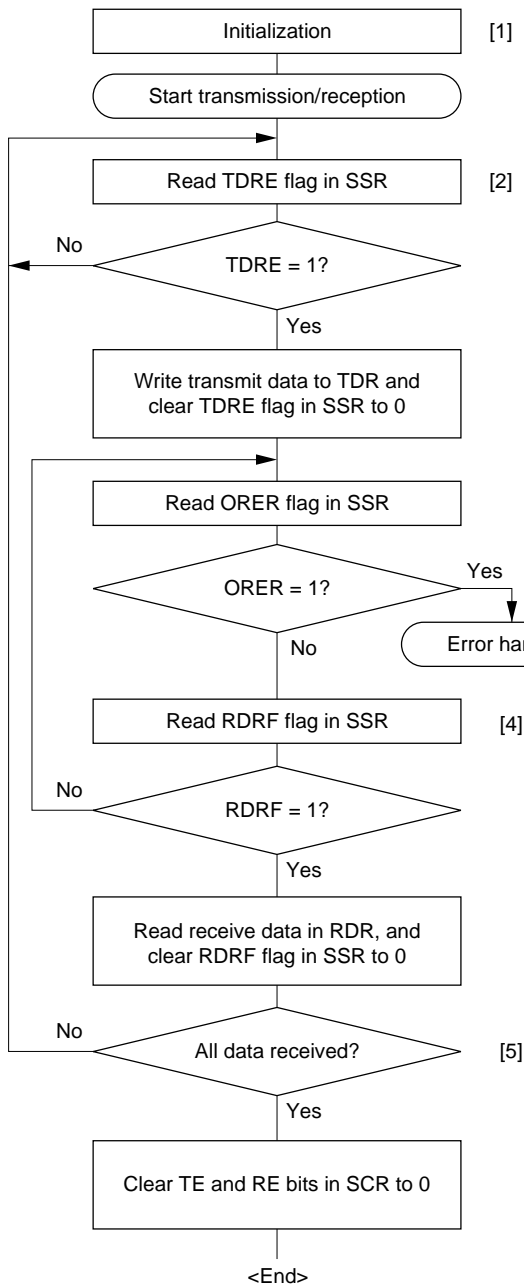 Initialization [1]
Start transmission/reception
Read TDRE flag in SSR [2]
No
TDRE = 1?
Yes
Write transmit data to TDR and
clear TDRE flag in SSR to 0
Read ORER flag in SSR
ORER = 1?
Yes
No
Error
Read RDRF flag in SSR [4]
No
RDRF = 1?
Yes
Read receive data in RDR, and
clear RDRF flag in SSR to 0
No
All data received? [5]
Yes
Clear TE and RE bits in SCR to 0
<End>